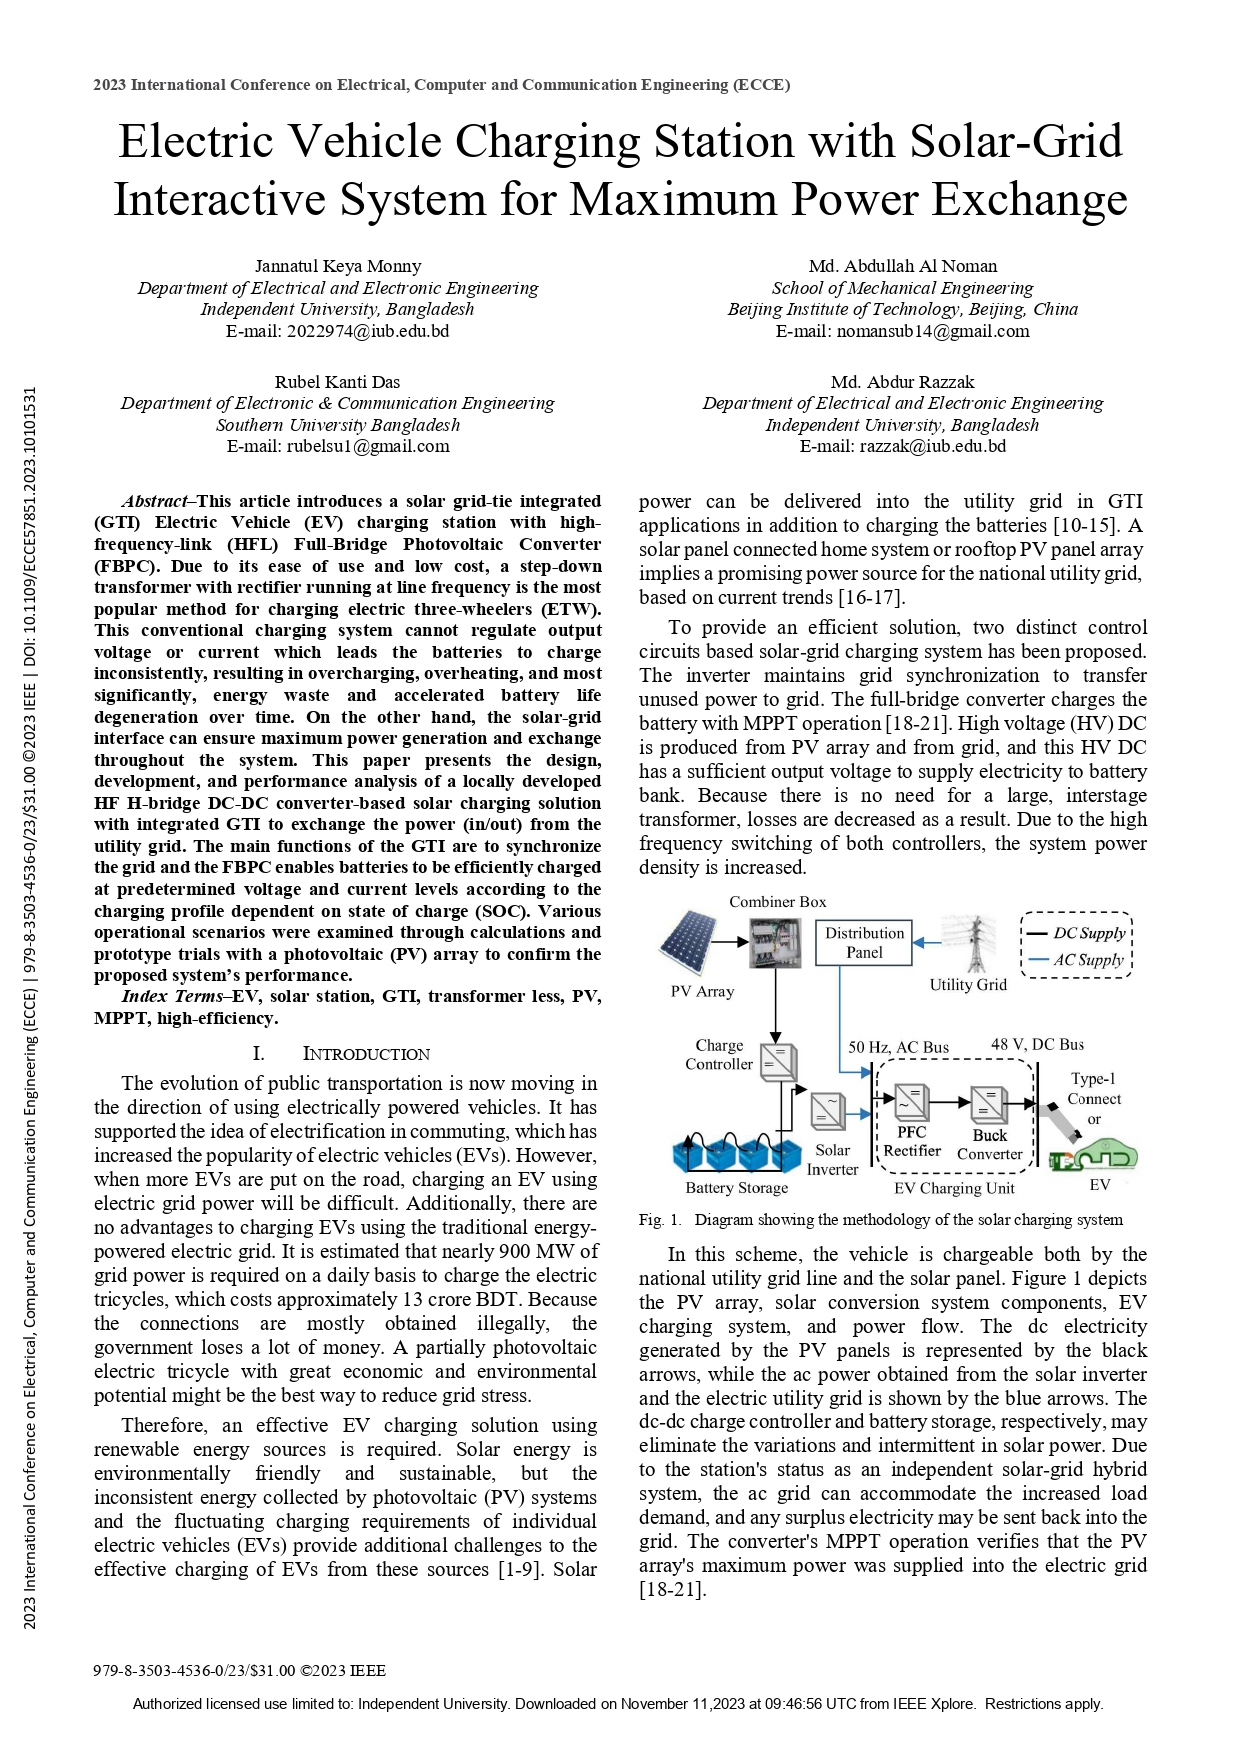 2023 International Conference on Electrical, Computer and Communication Engineering (ECCE)
Electric Vehicle Charging Station with Solar-Grid
Interactive System for Maximum Power Exchange
Jannatul Keya Monny
Department of Electrical and Electronic Engineering
Independent University, Bangladesh
E-mail: 2022974@iub.edu.bd
Md. Abdullah Al Noman
School of Mechanical Engineering
Beijing Institute of Technology, Beijing, China
E-mail: nomansub14@gmail.com
Rubel Kanti Das
Department of Electronic & Communication Engineering
Southern University Bangladesh
E-mail: rubelsu1@gmail.com
Md. Abdur Razzak
Department of Electrical and Electronic Engineering
Independent University, Bangladesh
E-mail: razzak@iub.edu.bd
Abstract–This article introduces a solar grid-tie integrated
(GTI) Electric Vehicle (EV) charging station with high-
frequency-link (HFL) Full-Bridge Photovoltaic Converter
(FBPC). Due to its ease of use and low cost, a step-down
transformer with rectifier running at line frequency is the most
popular method for charging electric three-wheelers (ETW).
This conventional charging system cannot regulate output
voltage or current which leads the batteries to charge
inconsistently, resulting in overcharging, overheating, and most
significantly, energy waste and accelerated battery life
degeneration over time. On the other hand, the solar-grid
interface can ensure maximum power generation and exchange
throughout the system. This paper presents the design,
development, and performance analysis of a locally developed
HF H-bridge DC-DC converter-based solar charging solution
with integrated GTI to exchange the power (in/out) from the
utility grid. The main functions of the GTI are to synchronize
the grid and the FBPC enables batteries to be efficiently charged
at predetermined voltage and current levels according to the
charging profile dependent on state of charge (SOC). Various
operational scenarios were examined through calculations and
prototype trials with a photovoltaic (PV) array to confirm the
proposed system's performance.
Index Terms–EV, solar station, GTI, transformer less, PV,
MPPT, high-efficiency.
I. INTRODUCTION
The evolution of public transportation is now moving in
the direction of using electrically powered vehicles. It has
supported the idea of electrification in commuting, which has
increased the popularity of electric vehicles (EVs). However,
when more EVs are put on the road, charging an EV using
electric grid power will be difficult. Additionally, there are
no advantages to charging EVs using the traditional energy-
powered electric grid. It is estimated that nearly 900 MW of
grid power is required on a daily basis to charge the electric
tricycles, which costs approximately 13 crore BDT. Because
the connections are mostly obtained illegally, the
government loses a lot of money. A partially photovoltaic
electric tricycle with great economic and environmental
potential might be the best way to reduce grid stress.
Therefore, an effective EV charging solution using
renewable energy sources is required. Solar energy is
environmentally friendly and sustainable, but the
inconsistent energy collected by photovoltaic (PV) systems
and the fluctuating charging requirements of individual
electric vehicles (EVs) provide additional challenges to the
effective charging of EVs from these sources [1-9]. Solar
power can be delivered into the utility grid in GTI
applications in addition to charging the batteries [10-15]. A
solar panel connected home system or rooftop PV panel array
implies a promising power source for the national utility grid,
based on current trends [16-17].
To provide an efficient solution, two distinct control
circuits based solar-grid charging system has been proposed.
The inverter maintains grid synchronization to transfer
unused power to grid. The full-bridge converter charges the
battery with MPPT operation [18-21]. High voltage (HV) DC
is produced from PV array and from grid, and this HV DC
has a sufficient output voltage to supply electricity to battery
bank. Because there is no need for a large, interstage
transformer, losses are decreased as a result. Due to the high
frequency switching of both controllers, the system power
density is increased.
Combiner Box
Distribution
Panel
DC Supply
AC Supply
PV Array
Utility Grid
Charge
Controller
50 Hz, AC Bus
48 V, DC Bus
Type-1
Connect
or
PFC
Rectifier
Buck
Converter
Solar
Inverter
Battery Storage
EV Charging Unit
EV
Fig. 1. Diagram showing the methodology of the solar charging system
In this scheme, the vehicle is chargeable both by the
national utility grid line and the solar panel. Figure 1 depicts
the PV array, solar conversion system components, EV
charging system, and power flow. The dc electricity
generated by the PV panels is represented by the black
arrows, while the ac power obtained from the solar inverter
and the electric utility grid is shown by the blue arrows. The
dc-dc charge controller and battery storage, respectively, may
eliminate the variations and intermittent in solar power. Due
to the station's status as an independent solar-grid hybrid
system, the ac grid can accommodate the increased load
demand, and any surplus electricity may be sent back into the
grid. The converter's MPPT operation verifies that the PV
array's maximum power was supplied into the electric grid
[18-21].
979-8-3503-4536-0/23/$31.00 ©2023 IEEE
Authorized licensed use limited to: Independent University. Downloaded on November 11,2023 at 09:46:56 UTC from IEEE Xplore. Restrictions apply.
2023 International Conference on Electrical, Computer and Communication Engineering (ECCE) | 979-8-3503-4536-0/23/$31.00 ©2023 IEEE | DOI: 10.1109/ECCE57851.2023.10101531